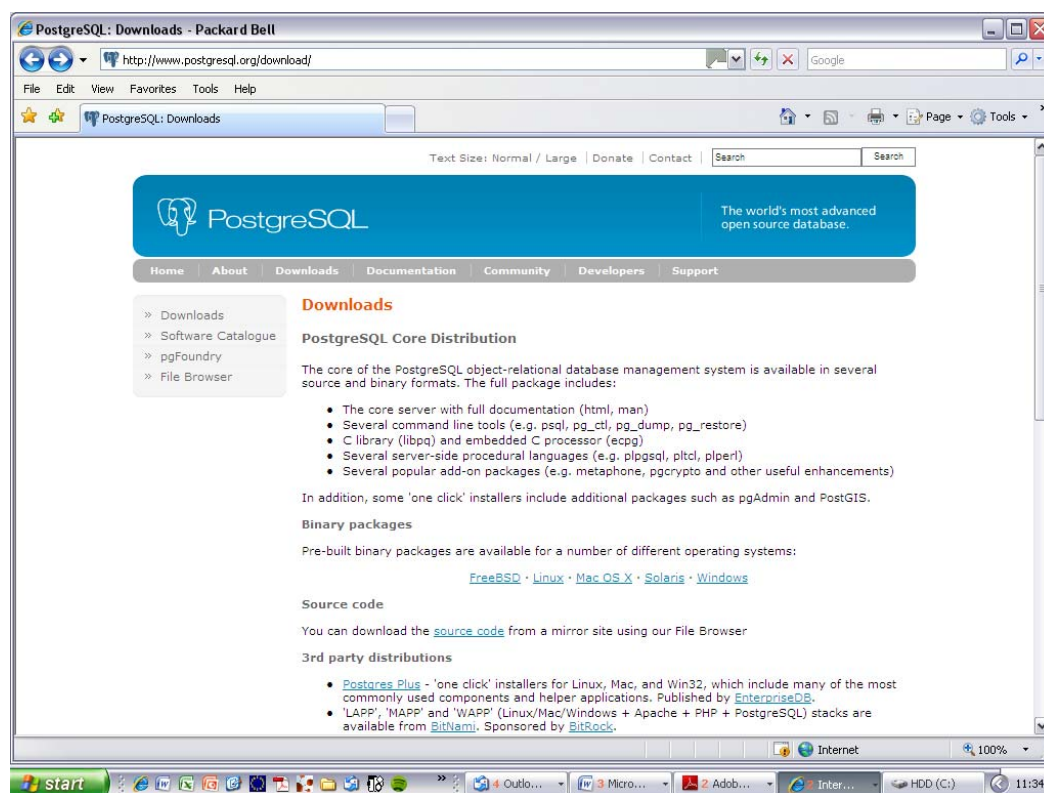 PostgreSQL: Downloads - Packard Bell
http://www.postgresql.org/download/
Google
File Edit View Favorites Tools Help
PostgreSQL: Downloads
Page Tools
Text Size: Normal / Large | Donate | Contact | Search Search
PostgreSQL
The world's most advanced
open source database.
Home About Downloads Documentation Community Developers Support
» Downloads
» Software Catalogue
» pgFoundry
» File Browser
Downloads
PostgreSQL Core Distribution
The core of the PostgreSQL object-relational database management system is available in several
source and binary formats. The full package includes:
• The core server with full documentation (html, man)
• Several command line tools (e.g. psql, pg_ctl, pg_dump, pg_restore)
• C library (libpq) and embedded C processor (ecpg)
• Several server-side procedural languages (e.g. plpgsql, pltcl, plperl)
• Several popular add-on packages (e.g. metaphone, pgcrypto and other useful enhancements)
In addition, some 'one click' installers include additional packages such as pgAdmin and PostGIS.
Binary packages
Pre-built binary packages are available for a number of different operating systems:
FreeBSD · Linux · Mac OS X · Solaris · Windows
Source code
You can download the source code from a mirror site using our File Browser
3rd party distributions
• Postgres Plus - 'one click' installers for Linux, Mac, and Win32, which include many of the most
commonly used components and helper applications. Published by EnterpriseDB.
• 'LAPP', 'MAPP' and 'WAPP' (Linux/Mac/Windows + Apache + PHP + PostgreSQL) stacks are
available from BitNami. Sponsored by BitRock.
Internet 100%
start » 4 Outlo... 3 Micro... 2 Adob... 2 Inter... HDD (C:) 11:34